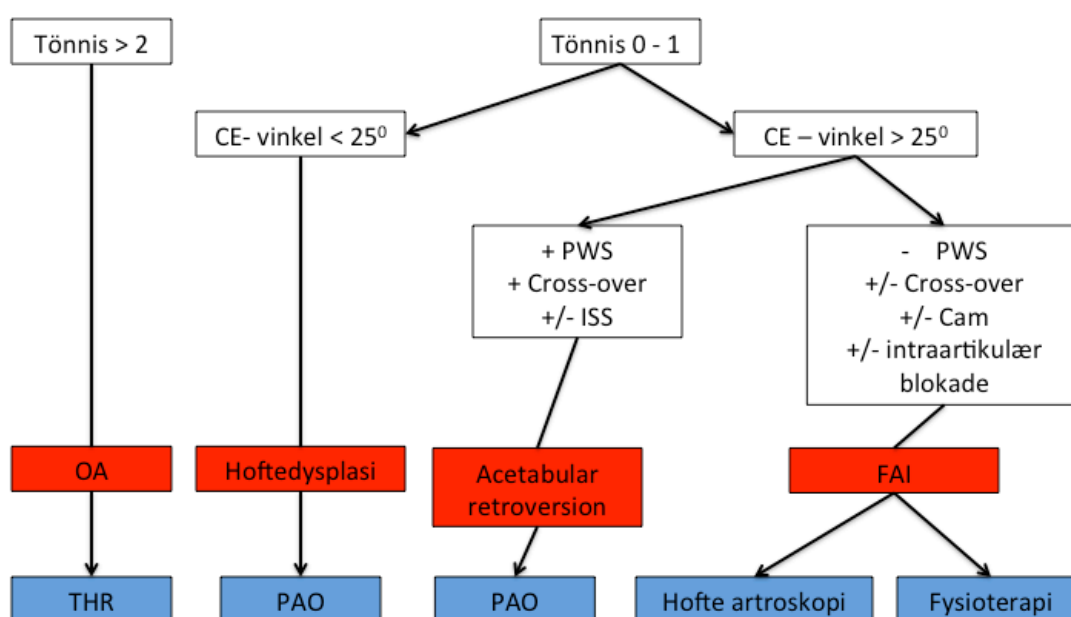 Tönnis > 2
Tönnis 0 - 1
CE- vinkel < 25⁰
CE – vinkel > 25⁰
+ PWS
+ Cross-over
+/- ISS
- PWS
+/- Cross-over
+/- Cam
+/- intraartikulær
blokade
OA
Hoftedysplasi
Acetabular
retroversion
FAI
THR
PAO
PAO
Hofte artroskopi
Fysioterapi